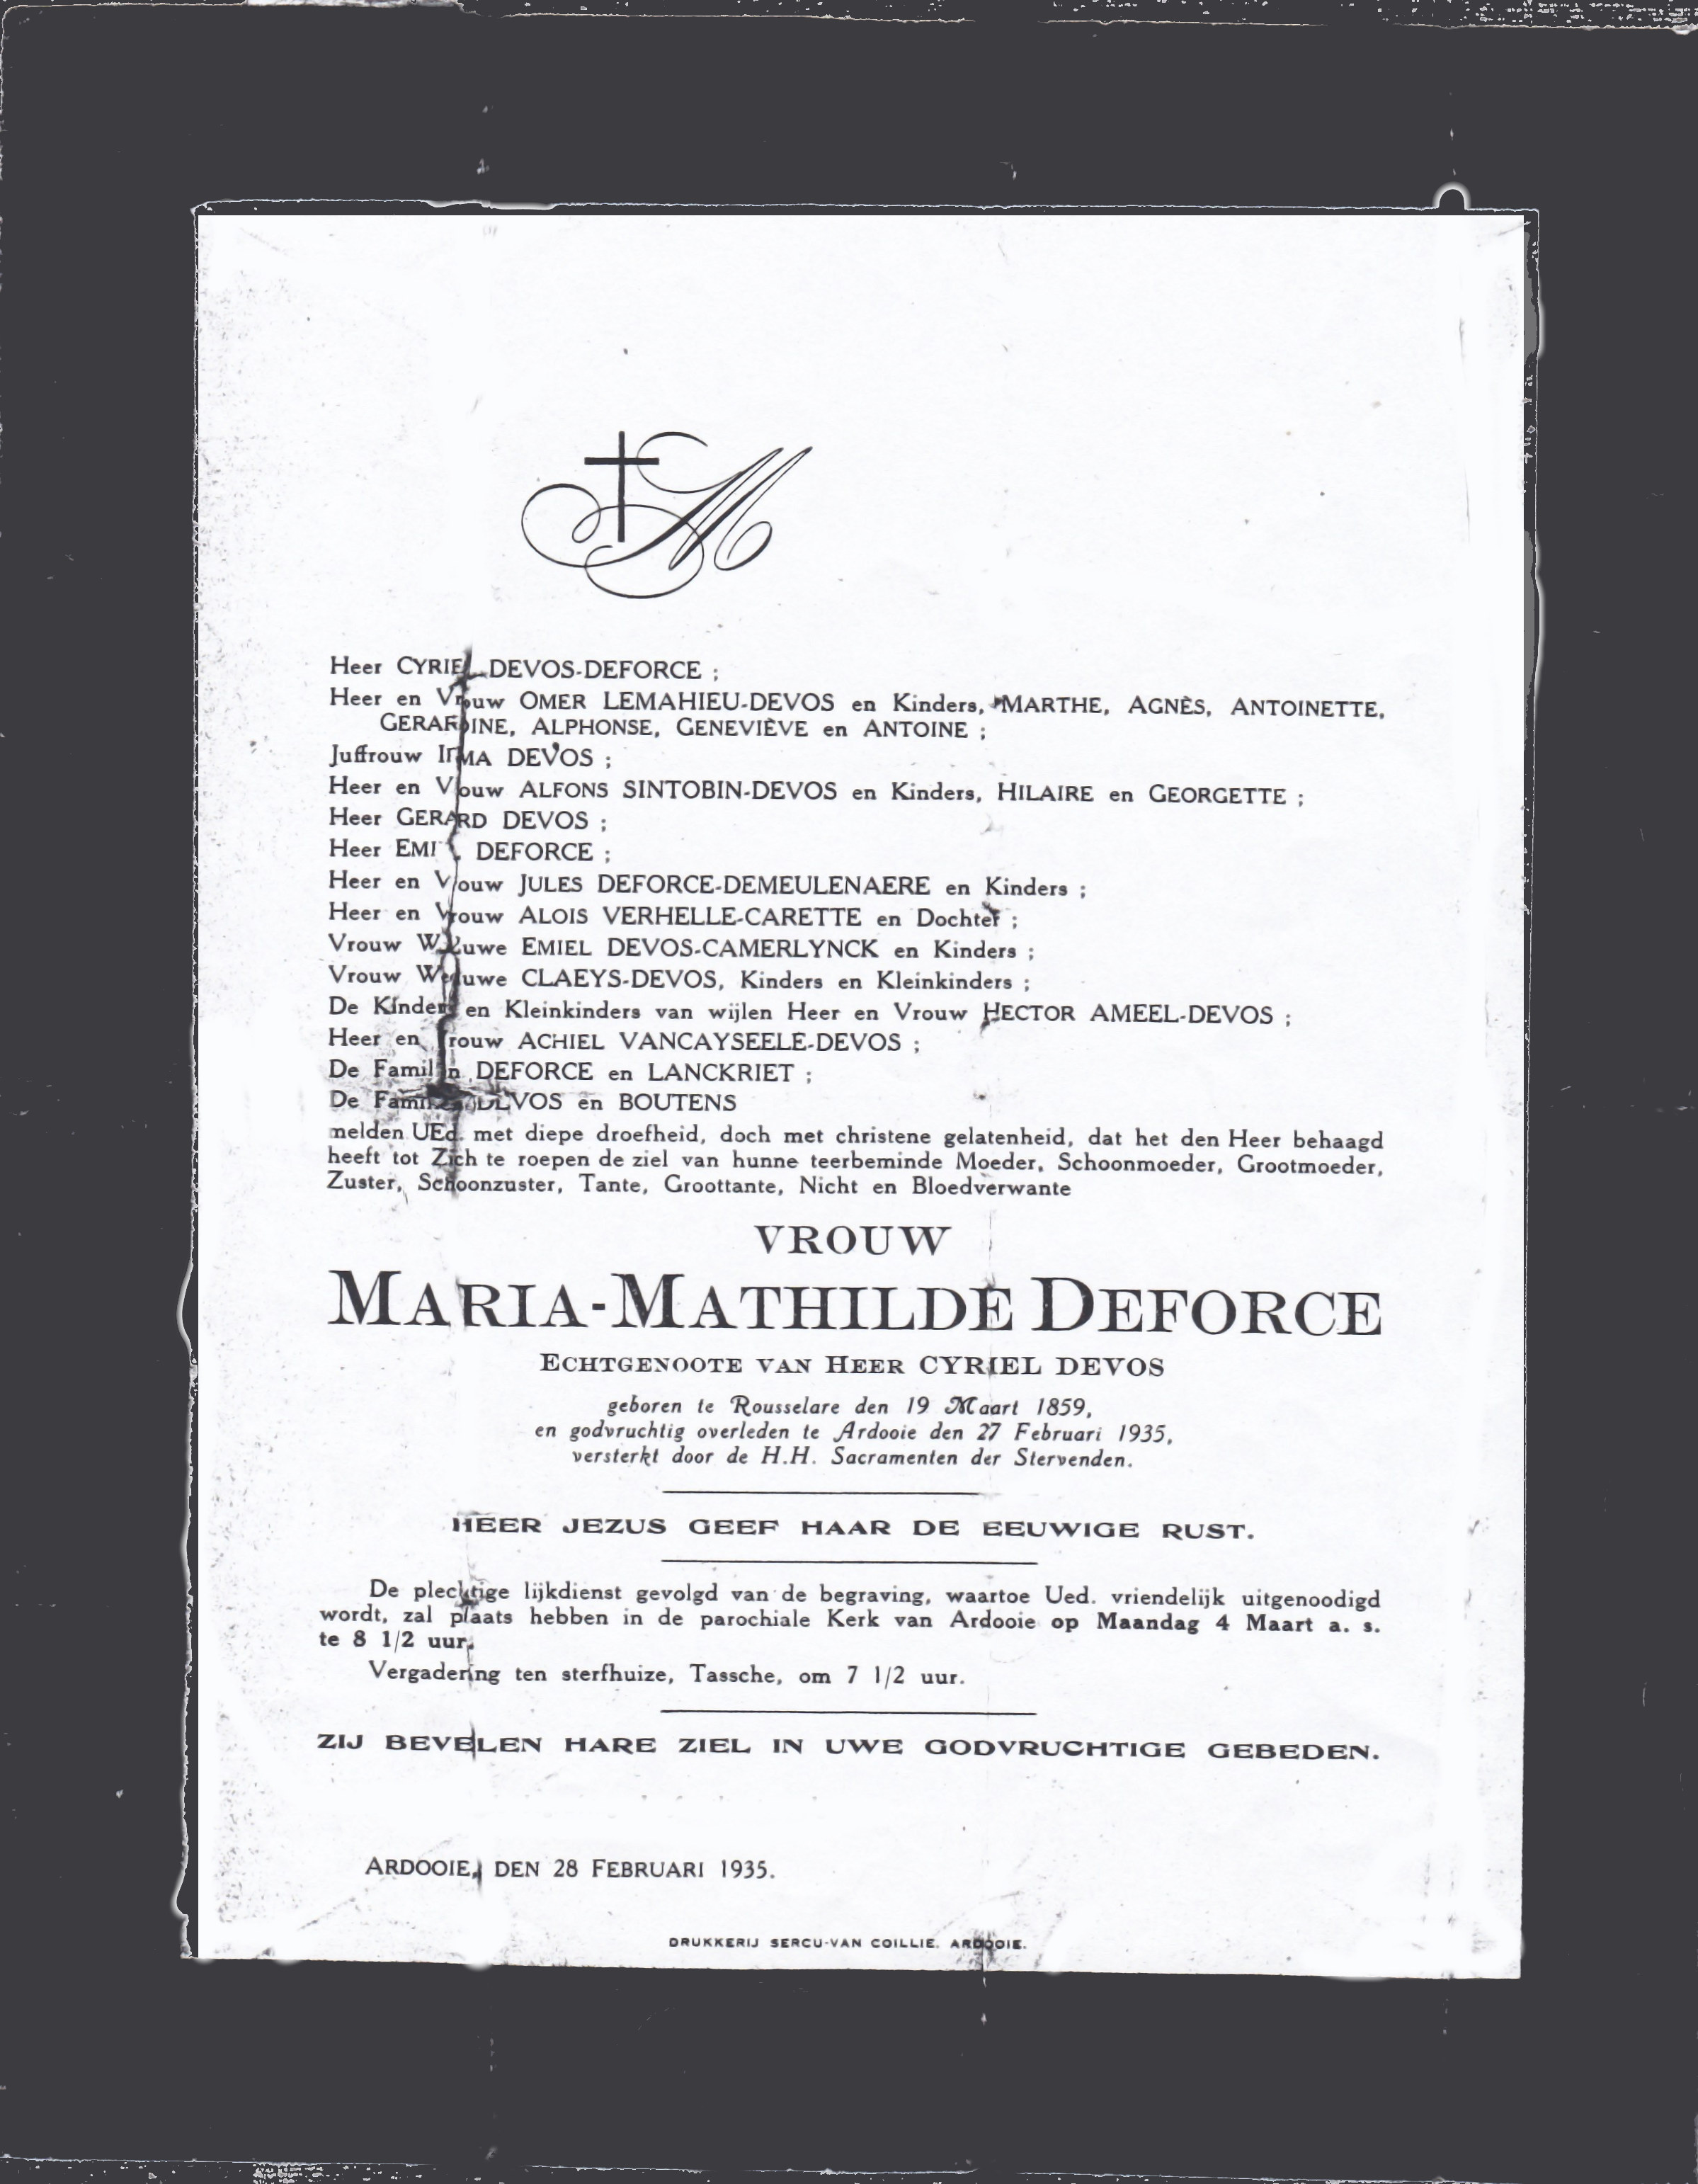 M
Heer CYRIEL DEVOS-DEFORCE ;
Heer en Vrouw OMER LEMAHIEU-DEVOS en Kinders, MARTHE, AGNÈS, ANTOINETTE,
GERARDINE, ALPHONSE, GENEVIÈVE en ANTOINE ;
Juffrouw IRMA DEVOS ;
Heer en Vrouw ALFONS SINTOBIN-DEVOS en Kinders, HILAIRE en GEORGETTE ;
Heer GERARD DEVOS ;
Heer DEFORCE ;
Heer en Vrouw JULES DEFORCE-DEMEULENAERE en Kinders ;
Heer en Vrouw ALOIS VERHELLE-CARETTE en Dochter ;
Vrouw Weduwe EMIEL DEVOS-CAMERLYNCK en Kinders ;
Vrouw Weduwe CLAEYS-DEVOS, Kinders en Kleinkinders ;
De Kinders en Kleinkinders van wijlen Heer en Vrouw HECTOR AMEEL-DEVOS ;
Heer en Vrouw ACHIEL VANCAYSEELE-DEVOS ;
De Familiën DEFORCE en LANCKRIET ;
De Familiën DEVOS en BOUTENS
melden UEd. met diepe droefheid, doch met christene gelatenheid, dat het den Heer behaagd
heeft tot Zich te roepen de ziel van hunne teerbeminde Moeder, Schoonmoeder, Grootmoeder,
Zuster, Schoonzuster, Tante, Groottante, Nicht en Bloedverwante
VROUW
MARIA-MATHILDE DEFORCE
ECHTGENOOTE VAN HEER CYRIEL DEVOS
geboren te Rousselare den 19 Maart 1859,
en godvruchtig overleden te Ardooie den 27 Februari 1935,
versterkt door de H.H. Sacramenten der Stervenden.
HEER JEZUS GEEF HAAR DE EEUWIGE RUST.
De plechtige lijkdienst gevolgd van de begraving, waartoe Ued. vriendelijk uitgenoodigd
wordt, zal plaats hebben in de parochiale Kerk van Ardooie op Maandag 4 Maart a. s.
te 8 1/2 uur.
Vergadering ten sterfhuize, Tassche, om 7 1/2 uur.
ZIJ BEVELEN HARE ZIEL IN UWE GODVRUCHTIGE GEBEDEN.
ARDOOIE, DEN 28 FEBRUARI 1935.
DRUKKERIJ SERCU-VAN COILLIE. ARDOOIE.